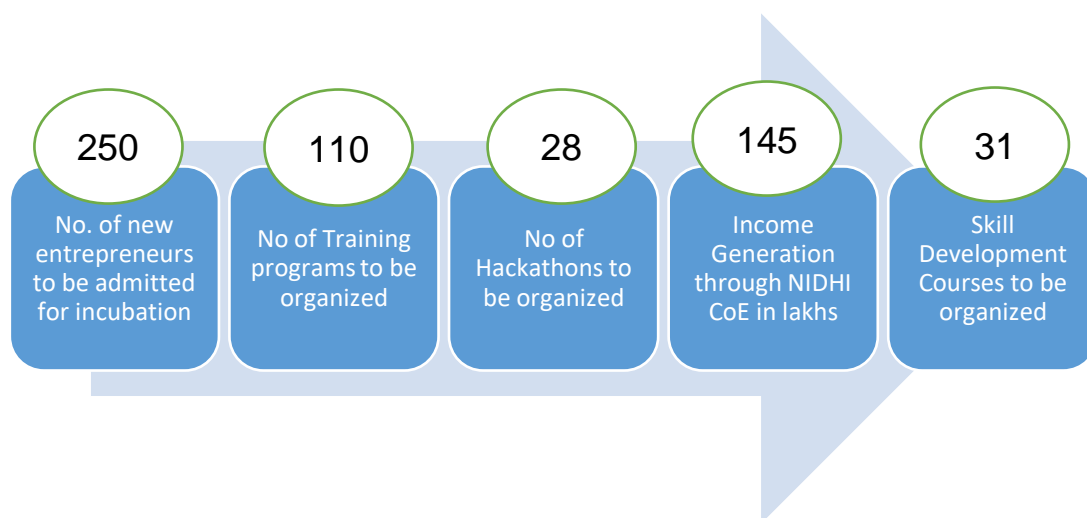 250
No. of new
entrepreneurs
to be admitted
for incubation
110
No of Training
programs to be
organized
28
No of
Hackathons to
be organized
145
Income
Generation
through NIDHI
CoE in lakhs
31
Skill
Development
Courses to be
organized